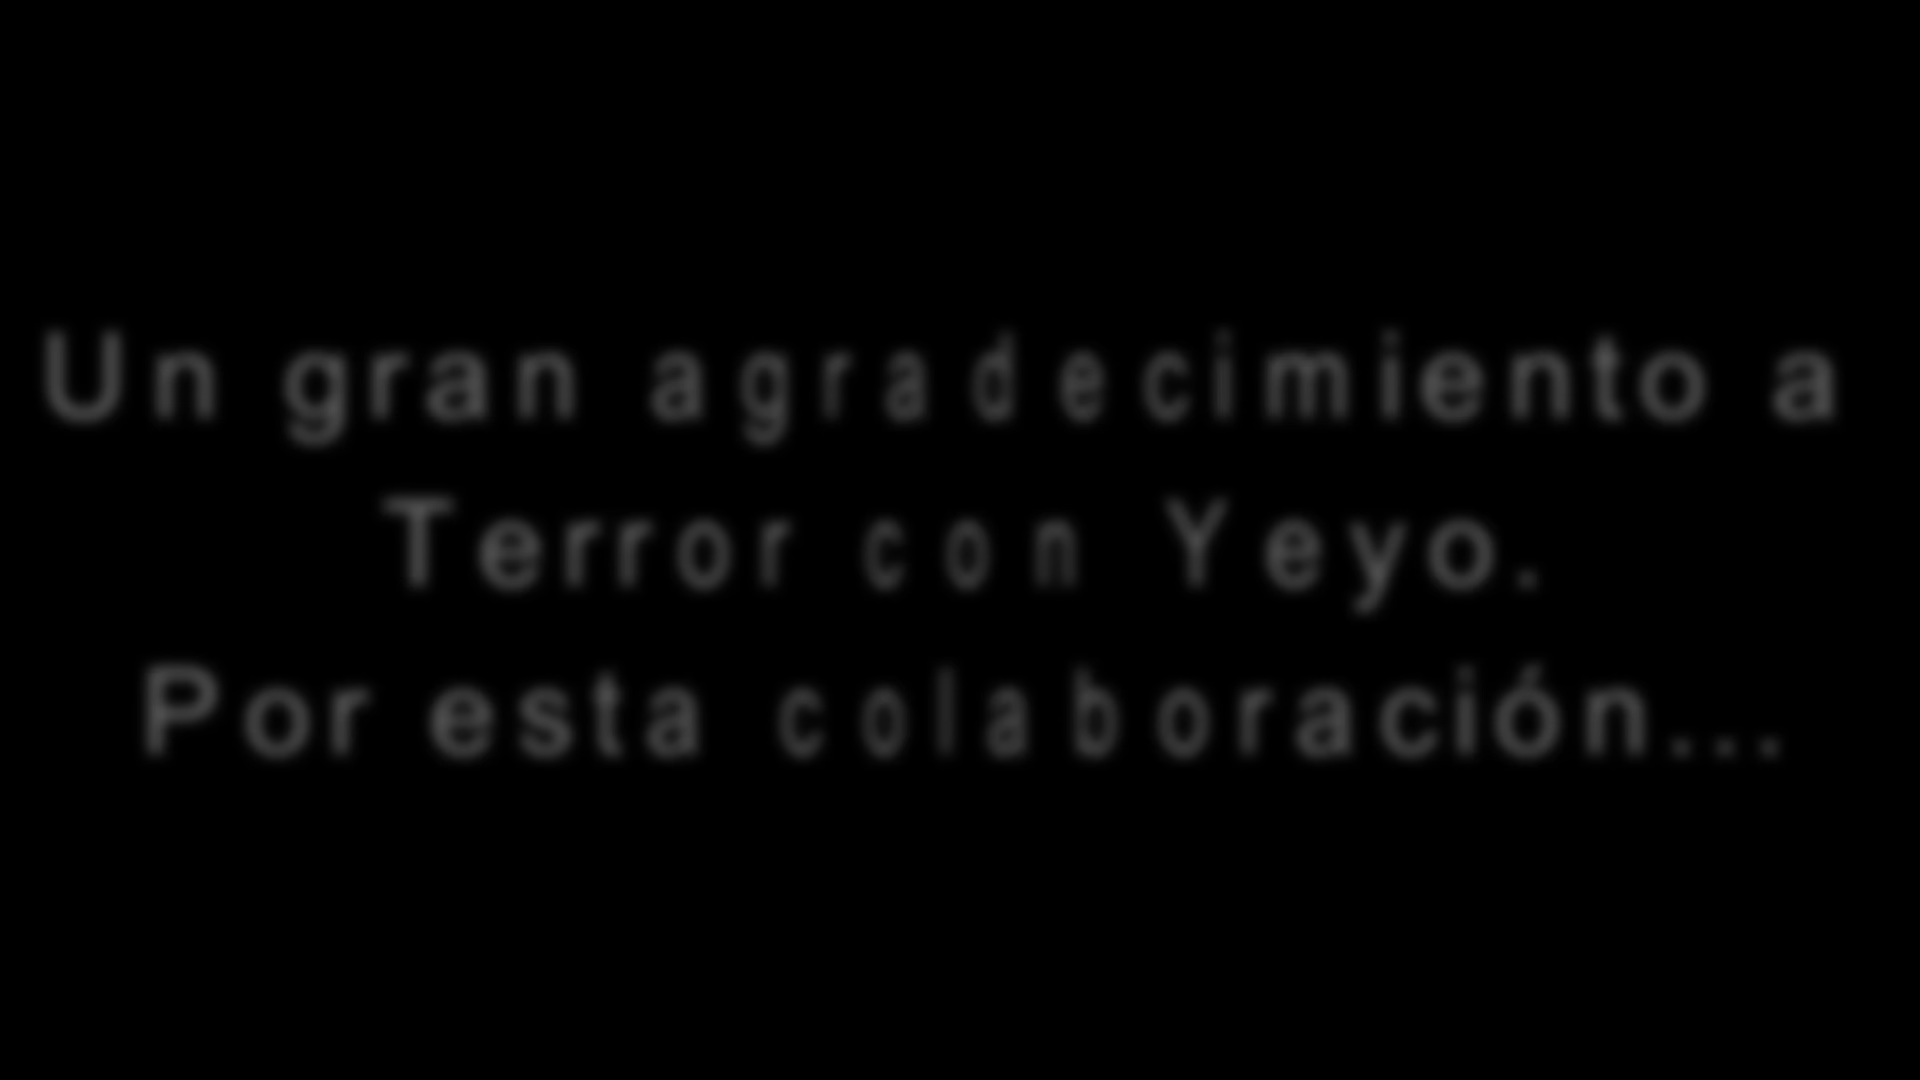 Un gran agradecimiento a
Terror con Yeyo.
Por esta colaboración...